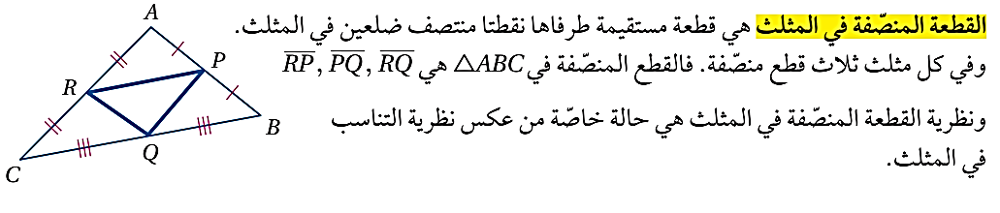 القطعة المنصّفة في المثلث هي قطعة مستقيمة طرفاها نقطتا منتصف ضلعين في المثلث.
وفي كل مثلث ثلاث قطع منصّفة. فالقطع المنصّفة في △ABC هي RP, PQ, RQ
ونظرية القطعة المنصّفة في المثلث هي حالة خاصّة من عكس نظرية التناسب
في المثلث.
A
P
R
B
Q
C